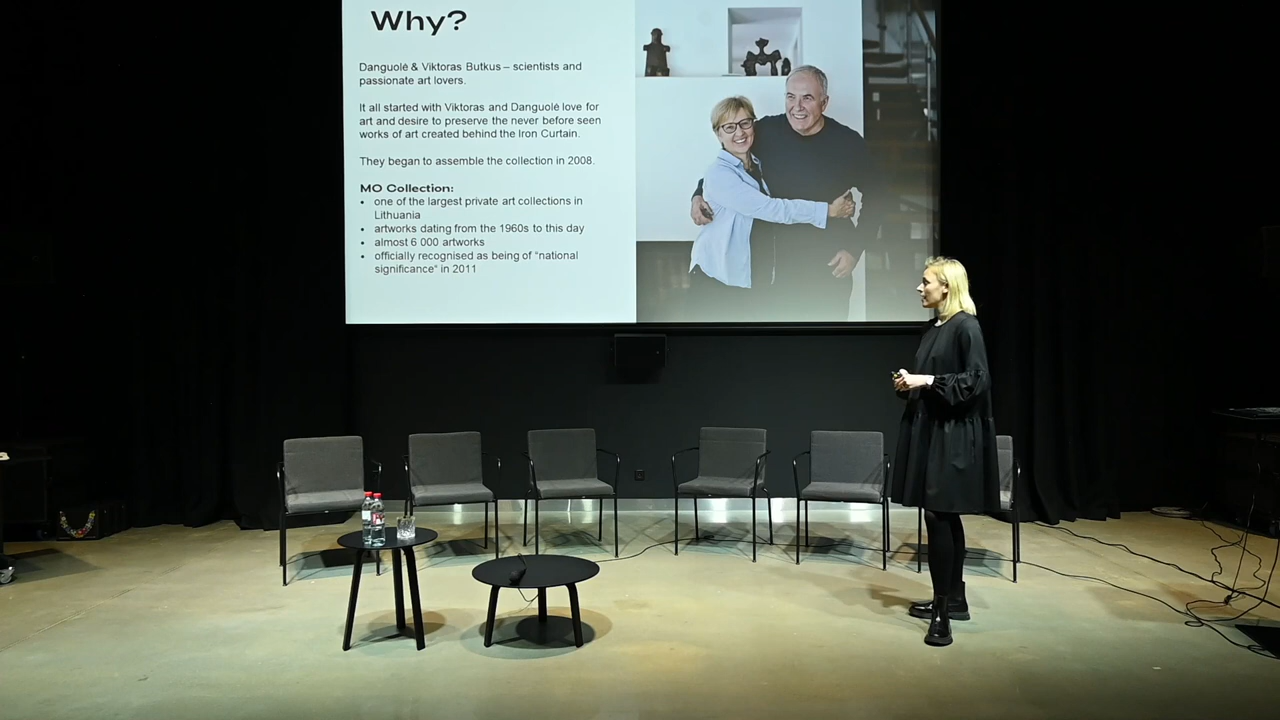 Why?
Danguolė & Viktoras Butkus – scientists and
passionate art lovers.
It all started with Viktoras and Danguolė love for
art and desire to preserve the never before seen
works of art created behind the Iron Curtain.
They began to assemble the collection in 2008.
MO Collection:
• one of the largest private art collections in
Lithuania
• artworks dating from the 1960s to this day
• almost 6 000 artworks
• officially recognised as being of "national
significance" in 2011